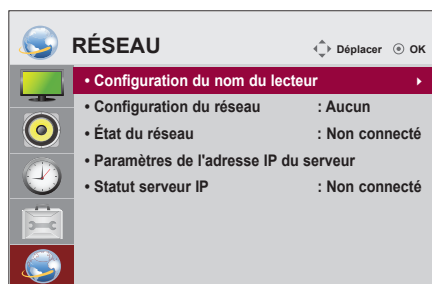 RÉSEAU
Déplacer OK
• Configuration du nom du lecteur
• Configuration du réseau : Aucun
• État du réseau : Non connecté
• Paramètres de l'adresse IP du serveur
• Statut serveur IP : Non connecté